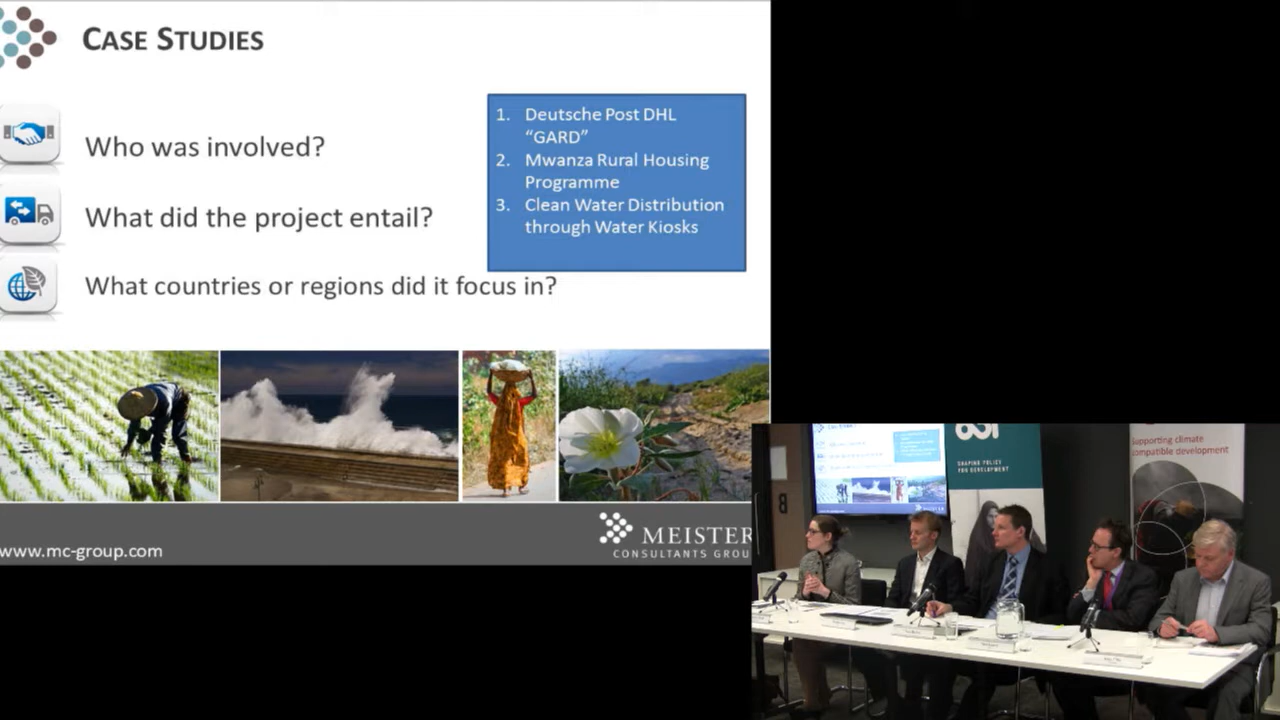 CASE STUDIES
Who was involved?
What did the project entail?
What countries or regions did it focus in?
1. Deutsche Post DHL
“GARD”
2. Mwanza Rural Housing
Programme
3. Clean Water Distribution
through Water Kiosks
www.mc-group.com
MEISTER
CONSULTANTS GROU
SHAPING POLICY
FOR DEVELOPMENT
Supporting climate
compatible development
8